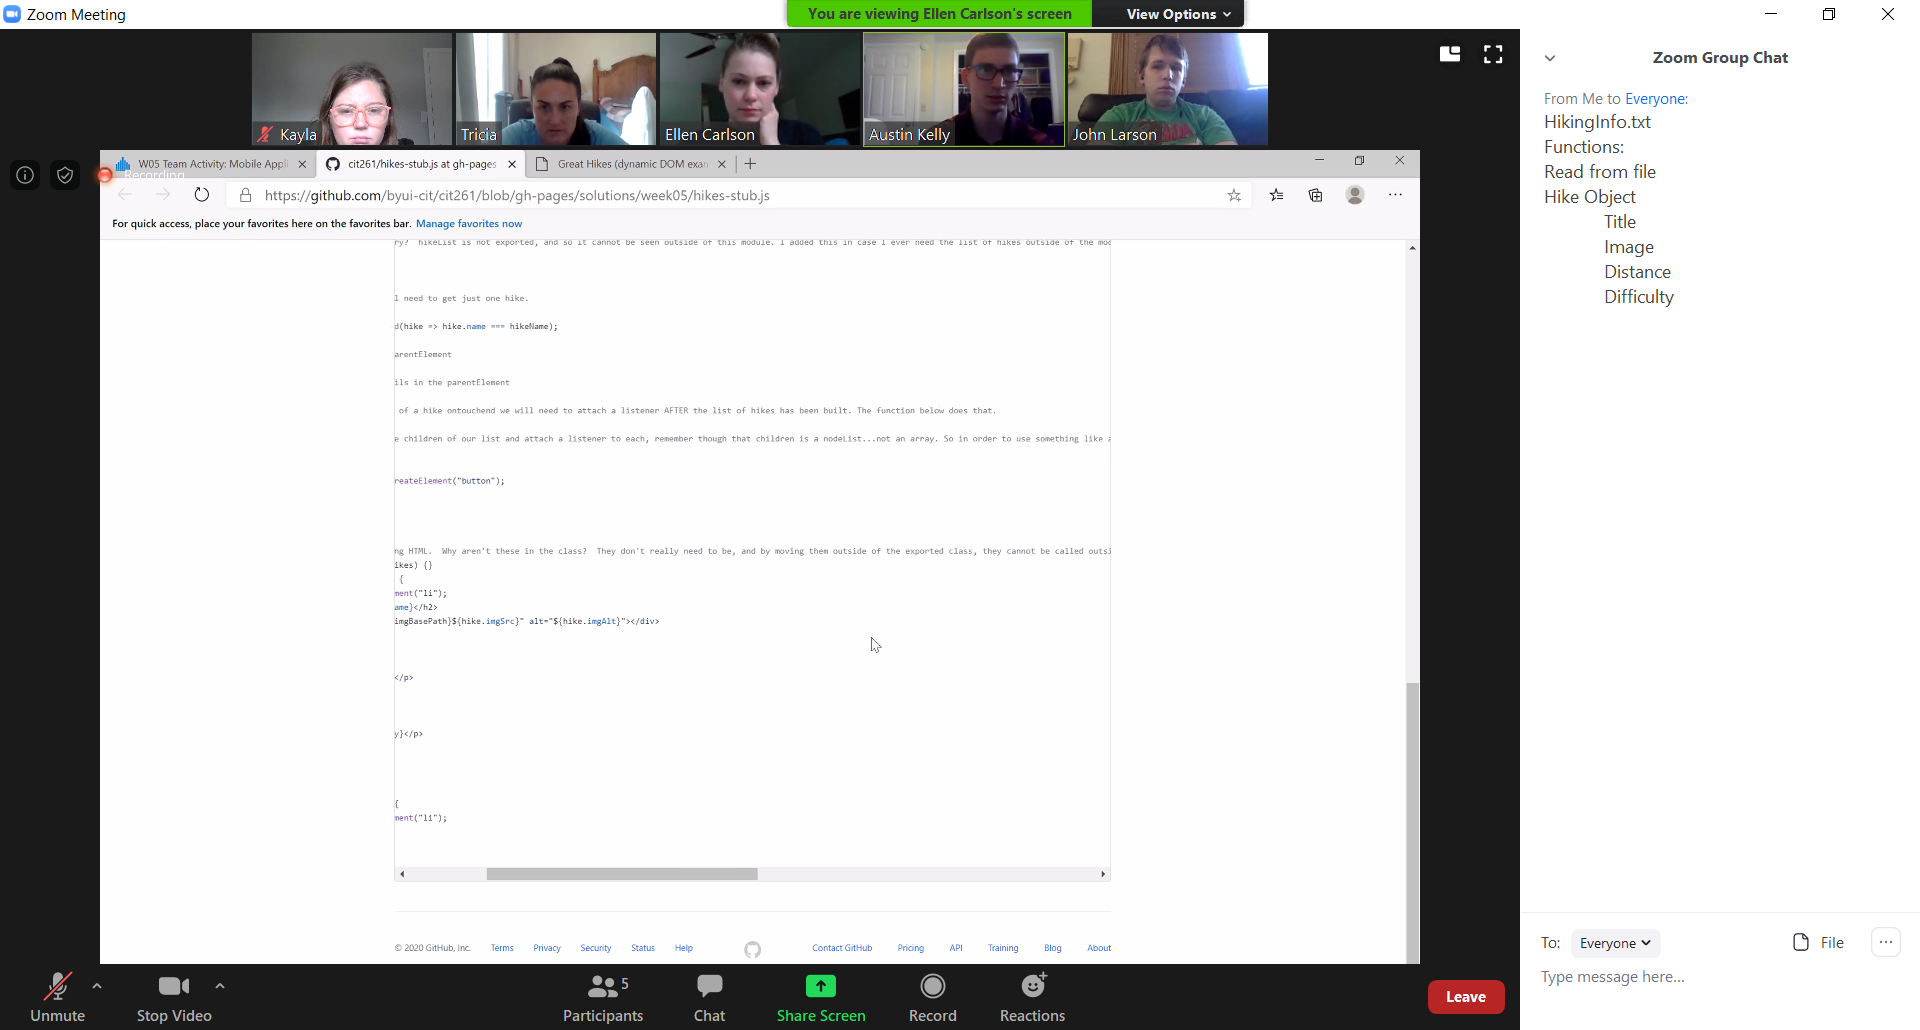 Zoom Meeting
You are viewing Ellen Carlson's screen
View Options
Kayla
Tricia
Ellen Carlson
Austin Kelly
John Larson
Recording
W05 Team Activity: Mobile Appli
cit261/hikes-stub.js at gh-pages
Great Hikes (dynamic DOM exam
https://github.com/byui-cit/cit261/blob/gh-pages/solutions/week05/hikes-stub.js
For quick access, place your favorites here on the favorites bar. Manage favorites now
ry? hikeList is not exported, and so it cannot be seen outside of this module. I added this in case I ever need the list of hikes outside of the mod
l need to get just one hike.
d(hike => hike.name === hikeName);
arentElement
ils in the parentElement
of a hike ontouchend we will need to attach a listener AFTER the list of hikes has been built. The function below does that.
e children of our list and attach a listener to each, remember though that children is a nodeList...not an array. So in order to use something like a
reateElement("button");
ng HTML. Why aren't these in the class? They don't really need to be, and by moving them outside of the exported class, they cannot be called outsi
ikes) {}
{
ment("li");
ame}</h2>
imgBasePath}${hike.imgSrc}" alt="${hike.imgAlt}"></div>
</p>
y}</p>
{
ment("li");
© 2020 GitHub, Inc. Terms Privacy Security Status Help Contact GitHub Pricing API Training Blog About
Unmute
Stop Video
5
Participants
Chat
Share Screen
Record
Reactions
Leave
Zoom Group Chat
From Me to Everyone:
HikingInfo.txt
Functions:
Read from file
Hike Object
Title
Image
Distance
Difficulty
To: Everyone
File
Type message here...